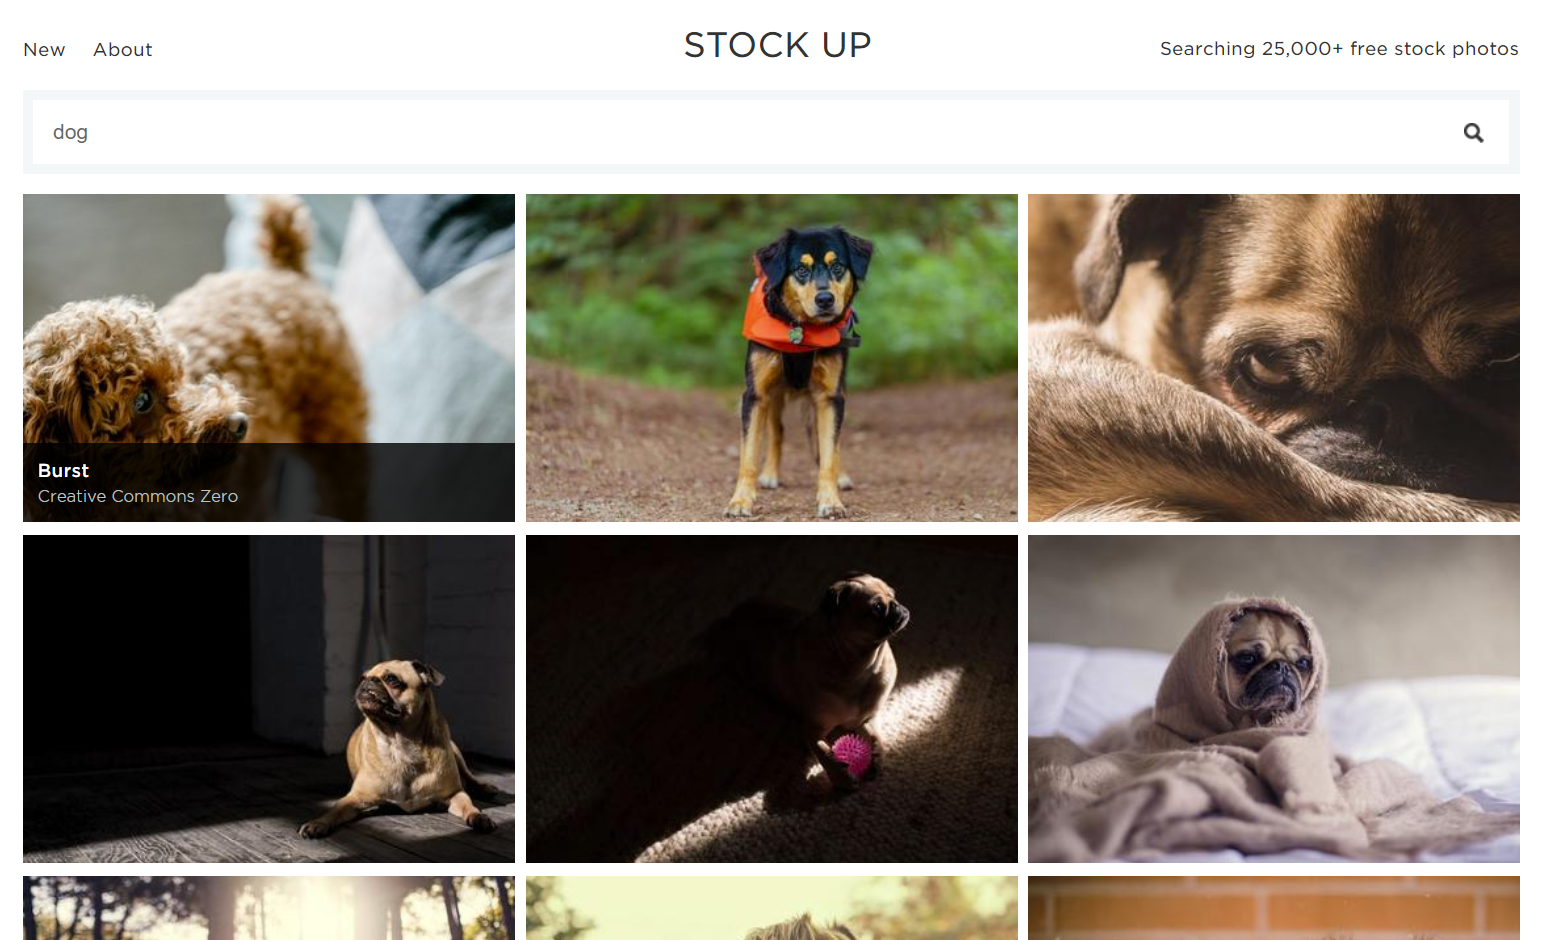 New About
STOCK UP
Searching 25,000+ free stock photos
dog
Burst
Creative Commons Zero